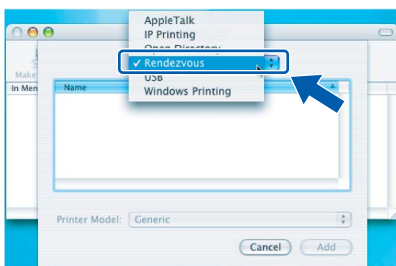 AppleTalk
IP Printing
Open Directory
✓ Rendezvous
USB
Windows Printing
Make
In Men
Name
Printer Model: Generic
Cancel Add